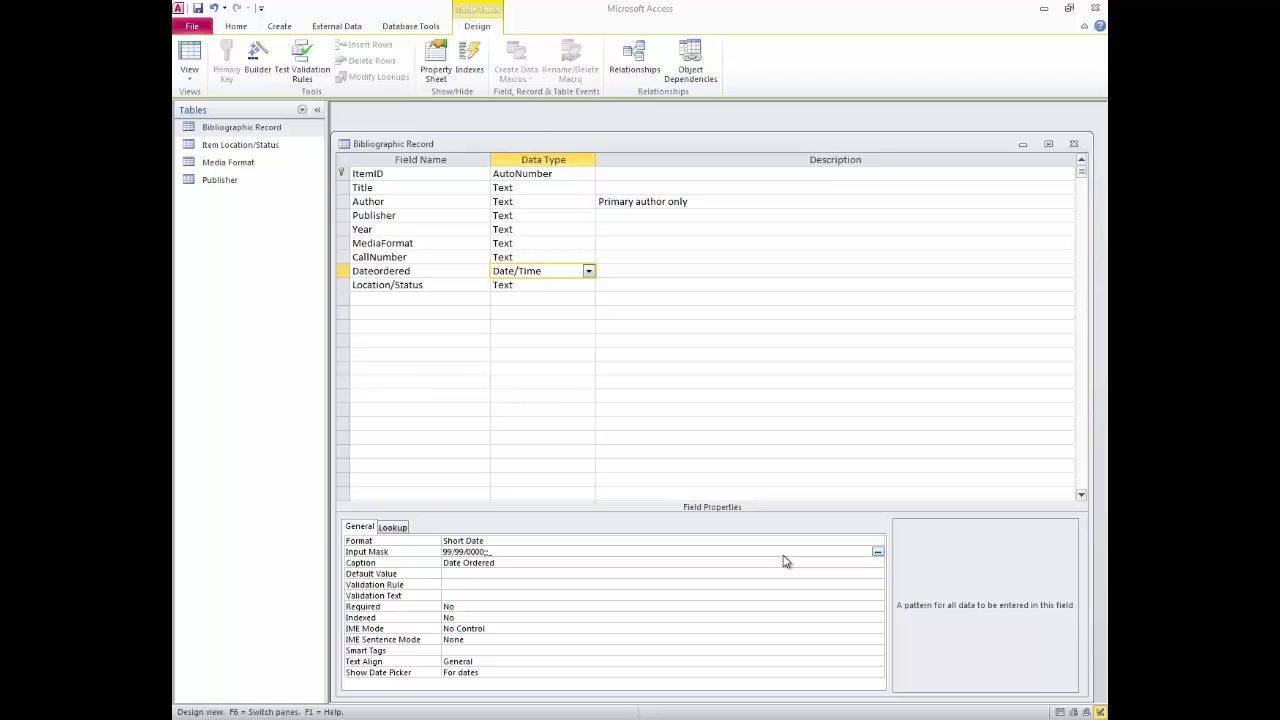 Table Tools
Microsoft Access
File Home Create External Data Database Tools Design
View
Primary Key
Builder
Test Validation Rules
Insert Rows
Delete Rows
Modify Lookups
Property Sheet
Indexes
Create Data Macros
Rename/Delete Macro
Relationships
Object Dependencies
Views Tools Show/Hide Field, Record & Table Events Relationships
Tables
Bibliographic Record
Item Location/Status
Media Format
Publisher
Bibliographic Record
Field Name Data Type Description
ItemID AutoNumber
Title Text
Author Text Primary author only
Publisher Text
Year Text
MediaFormat Text
CallNumber Text
Dateordered Date/Time
Location/Status Text
Field Properties
General Lookup
Format Short Date
Input Mask 99/99/0000;;_
Caption Date Ordered
Default Value
Validation Rule
Validation Text
Required No
Indexed No
IME Mode No Control
IME Sentence Mode None
Smart Tags
Text Align General
Show Date Picker For dates
A pattern for all data to be entered in this field
Design view. F6 = Switch panes. F1 = Help.